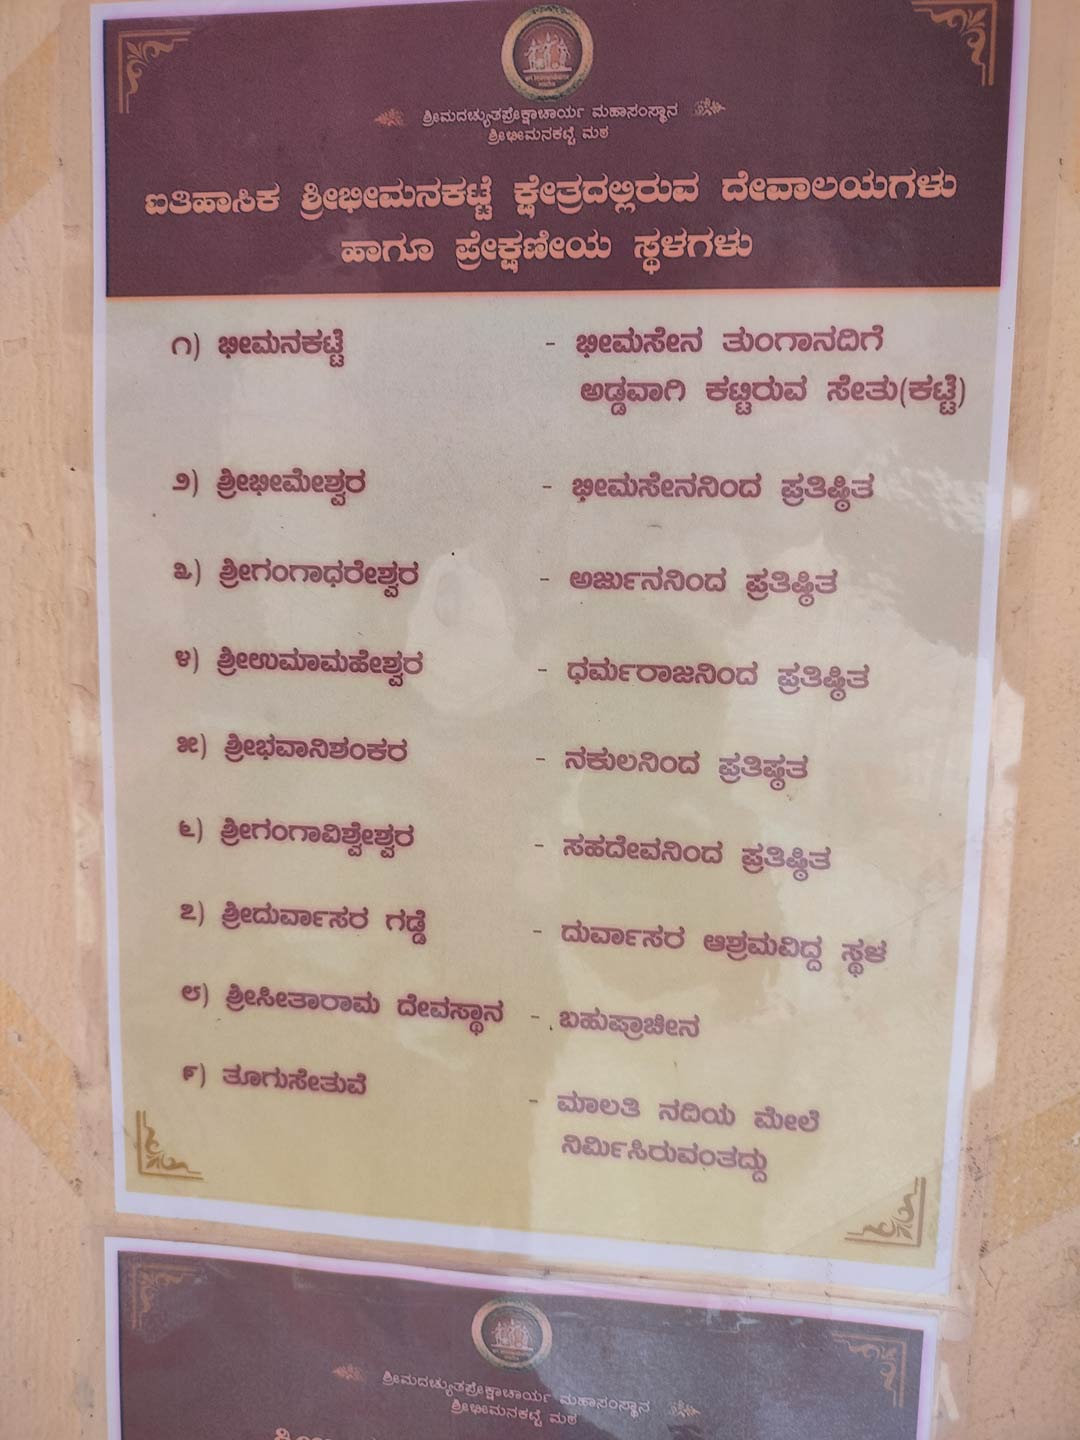 ಶ್ರೀಮದಚ್ಯುತಪ್ರೇಕ್ಷಾಚಾರ್ಯ ಮಹಾಸಂಸ್ಥಾನ
ಶ್ರೀಭೀಮನಕಟ್ಟೆ ಮಠ
ಐತಿಹಾಸಿಕ ಶ್ರೀಭೀಮನಕಟ್ಟೆ ಕ್ಷೇತ್ರದಲ್ಲಿರುವ ದೇವಾಲಯಗಳು
ಹಾಗೂ ಪ್ರೇಕ್ಷಣೀಯ ಸ್ಥಳಗಳು
೧) ಭೀಮನಕಟ್ಟೆ - ಭೀಮಸೇನ ತುಂಗಾನದಿಗೆ
ಅಡ್ಡವಾಗಿ ಕಟ್ಟಿರುವ ಸೇತು(ಕಟ್ಟೆ)
೨) ಶ್ರೀಭೀಮೇಶ್ವರ - ಭೀಮಸೇನನಿಂದ ಪ್ರತಿಷ್ಠಿತ
೩) ಶ್ರೀಗಂಗಾಧರೇಶ್ವರ - ಅರ್ಜುನನಿಂದ ಪ್ರತಿಷ್ಠಿತ
೪) ಶ್ರೀಉಮಾಮಹೇಶ್ವರ - ಧರ್ಮರಾಜನಿಂದ ಪ್ರತಿಷ್ಠಿತ
೫) ಶ್ರೀಭವಾನಿಶಂಕರ - ನಕುಲನಿಂದ ಪ್ರತಿಷ್ಠತ
೬) ಶ್ರೀಗಂಗಾವಿಶ್ವೇಶ್ವರ - ಸಹದೇವನಿಂದ ಪ್ರತಿಷ್ಠಿತ
೭) ಶ್ರೀದುರ್ವಾಸರ ಗಡ್ಡೆ - ದುರ್ವಾಸರ ಆಶ್ರಮವಿದ್ದ ಸ್ಥಳ
೮) ಶ್ರೀಸೀತಾರಾಮ ದೇವಸ್ಥಾನ - ಬಹುಪ್ರಾಚೀನ
೯) ತೂಗುಸೇತುವೆ - ಮಾಲತಿ ನದಿಯ ಮೇಲೆ
ನಿರ್ಮಿಸಿರುವಂತದ್ದು
ಶ್ರೀಮದಚ್ಯುತಪ್ರೇಕ್ಷಾಚಾರ್ಯ ಮಹಾಸಂಸ್ಥಾನ
ಶ್ರೀಭೀಮನಕಟ್ಟೆ ಮಠ